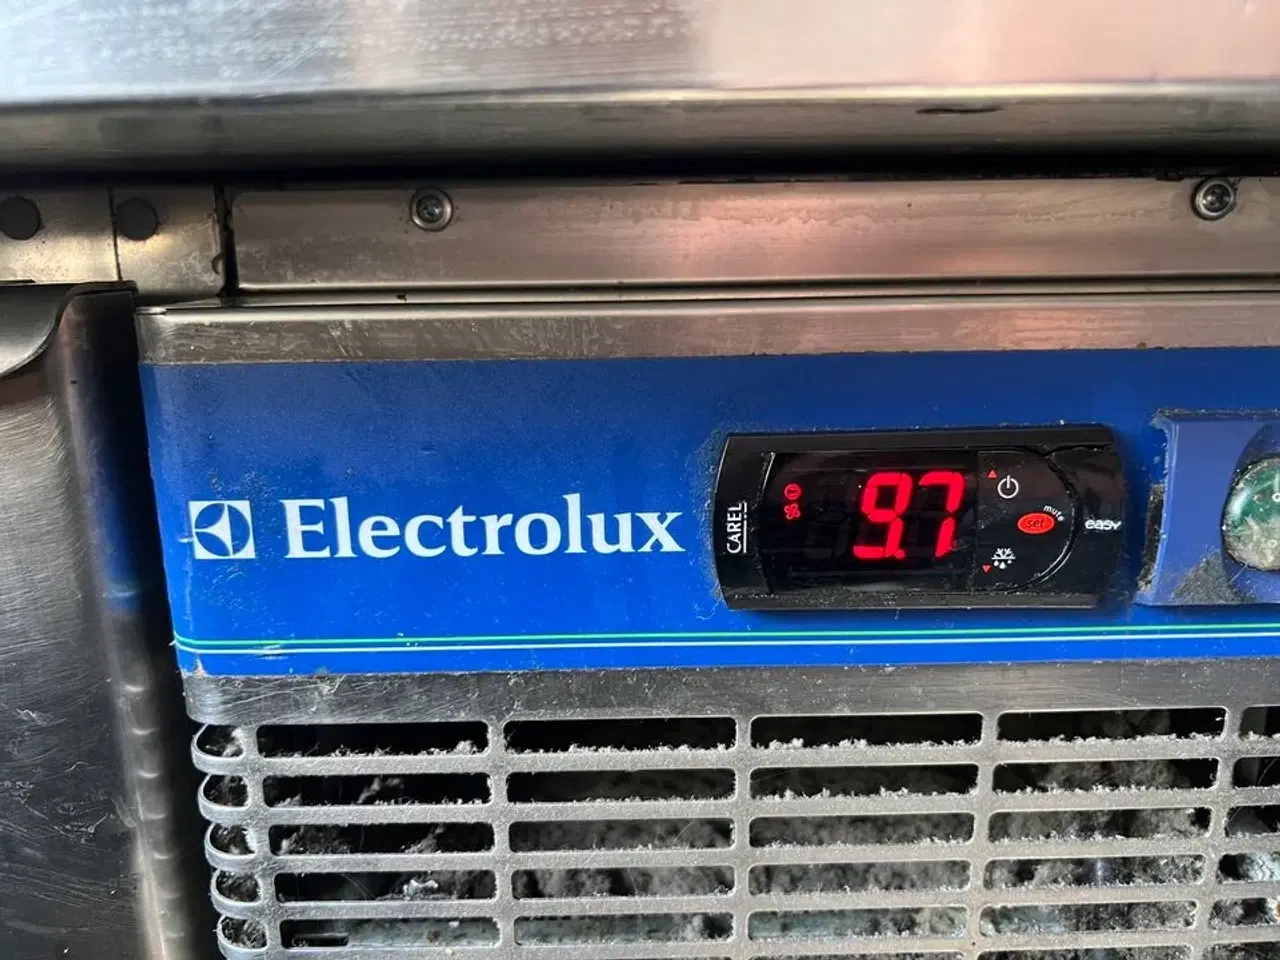 Electrolux
CAREL
9.7
set
mute
easy